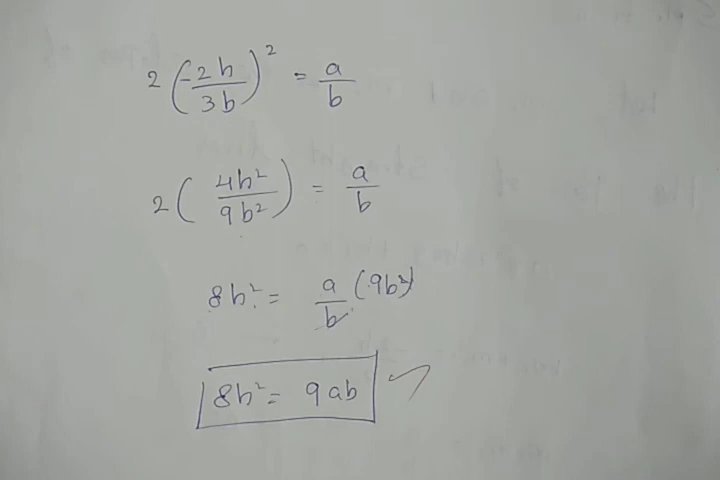 2 (-2h/3b)² = a/b
2 (4h²/9b²) = a/b
8h² = a/b (9b²)
8h² = 9ab